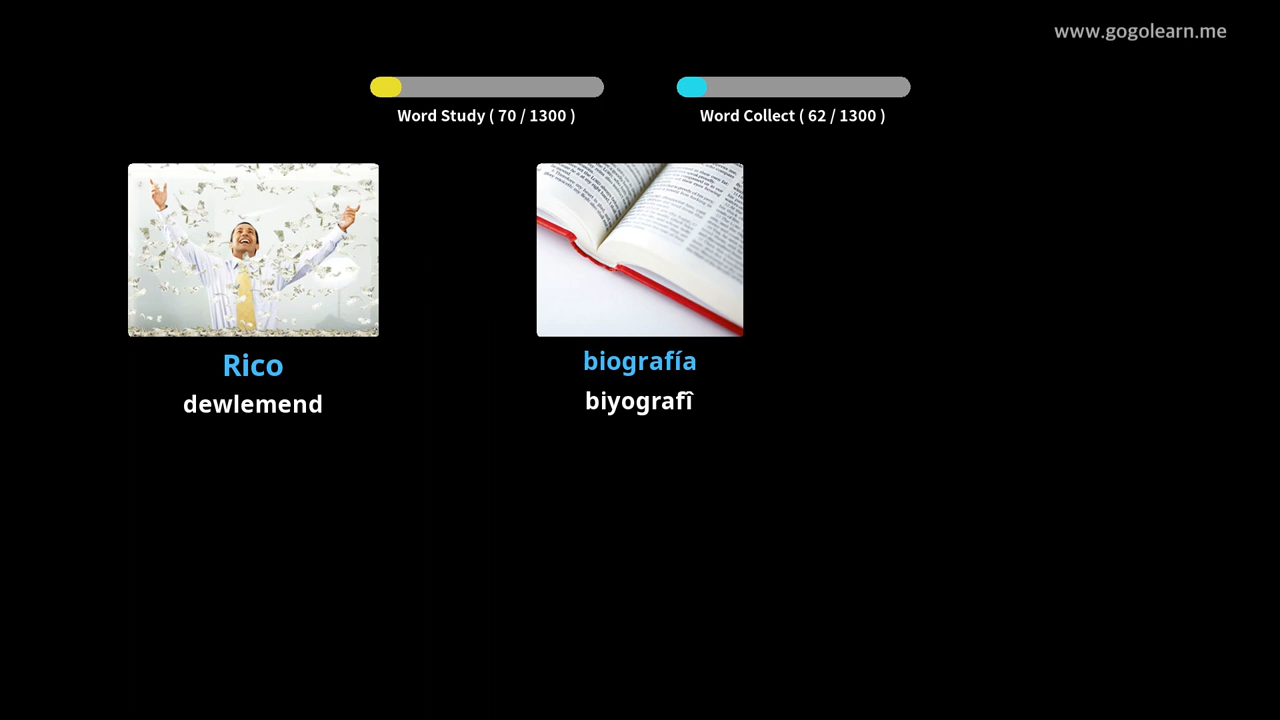 www.gogolearn.me
Word Study ( 70 / 1300 )
Word Collect ( 62 / 1300 )
Rico
dewlemend
biografía
biyografî